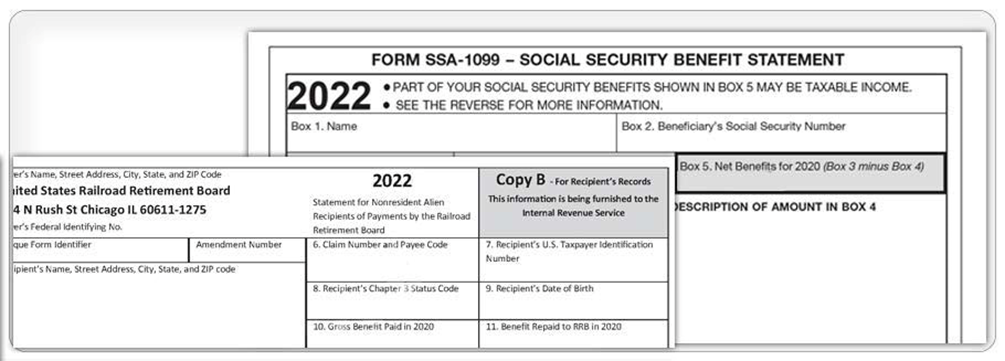 FORM SSA-1099 – SOCIAL SECURITY BENEFIT STATEMENT
2022
• PART OF YOUR SOCIAL SECURITY BENEFITS SHOWN IN BOX 5 MAY BE TAXABLE INCOME.
• SEE THE REVERSE FOR MORE INFORMATION.
Box 1. Name
Box 2. Beneficiary's Social Security Number
Box 5. Net Benefits for 2020 (Box 3 minus Box 4)
DESCRIPTION OF AMOUNT IN BOX 4
er's Name, Street Address, City, State, and ZIP Code
ited States Railroad Retirement Board
4 N Rush St Chicago IL 60611-1275
er's Federal Identifying No.
que Form Identifier
Amendment Number
ipient's Name, Street Address, City, State, and ZIP code
2022
Statement for Nonresident Alien
Recipients of Payments by the Railroad
Retirement Board
Copy B - For Recipient's Records
This information is being furnished to the
Internal Revenue Service
6. Claim Number and Payee Code
7. Recipient's U.S. Taxpayer Identification
Number
8. Recipient's Chapter 3 Status Code
9. Recipient's Date of Birth
10. Gross Benefit Paid in 2020
11. Benefit Repaid to RRB in 2020